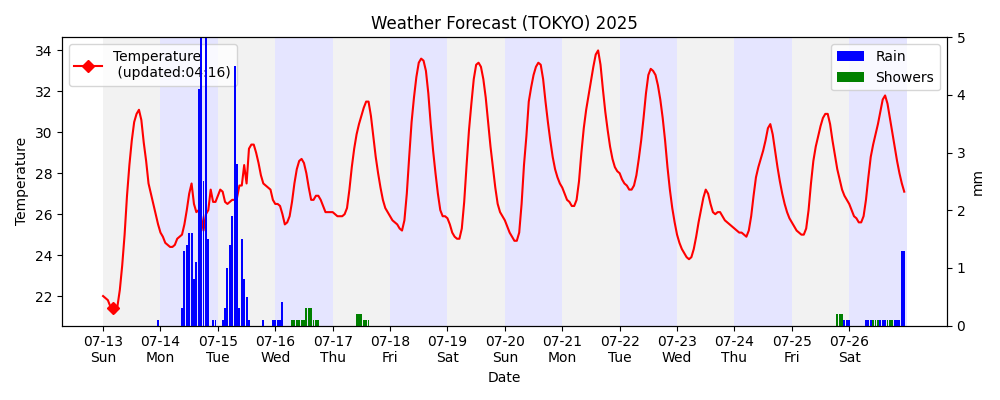 Weather Forecast (TOKYO) 2025
Temperature
(updated:04:16)
Rain
Showers
Temperature
34
32
30
28
26
24
22
5
4
3
2
1
0
mm
07-13 07-14 07-15 07-16 07-17 07-18 07-19 07-20 07-21 07-22 07-23 07-24 07-25 07-26
Sun Mon Tue Wed Thu Fri Sat Sun Mon Tue Wed Thu Fri Sat
Date